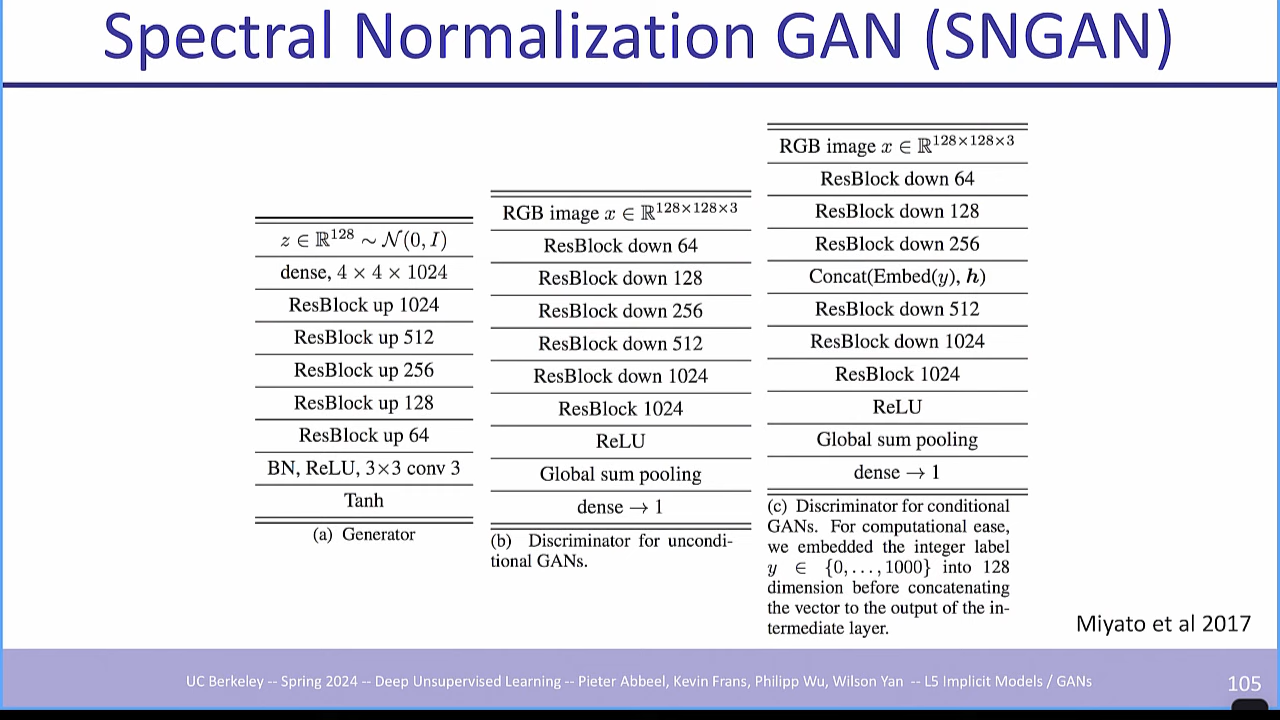 Spectral Normalization GAN (SNGAN)
z ∈ ℝ^128 ∼ 𝒩(0, I)
dense, 4 × 4 × 1024
ResBlock up 1024
ResBlock up 512
ResBlock up 256
ResBlock up 128
ResBlock up 64
BN, ReLU, 3×3 conv 3
Tanh
(a) Generator
RGB image x ∈ ℝ^128×128×3
ResBlock down 64
ResBlock down 128
ResBlock down 256
ResBlock down 512
ResBlock down 1024
ResBlock 1024
ReLU
Global sum pooling
dense → 1
(b) Discriminator for uncondi-
tional GANs.
RGB image x ∈ ℝ^128×128×3
ResBlock down 64
ResBlock down 128
ResBlock down 256
Concat(Embed(y), h)
ResBlock down 512
ResBlock down 1024
ResBlock 1024
ReLU
Global sum pooling
dense → 1
(c) Discriminator for conditional
GANs. For computational ease,
we embedded the integer label
y ∈ {0, . . . , 1000} into 128
dimension before concatenating
the vector to the output of the in-
termediate layer.
Miyato et al 2017
UC Berkeley -- Spring 2024 -- Deep Unsupervised Learning -- Pieter Abbeel, Kevin Frans, Philipp Wu, Wilson Yan -- L5 Implicit Models / GANs
105